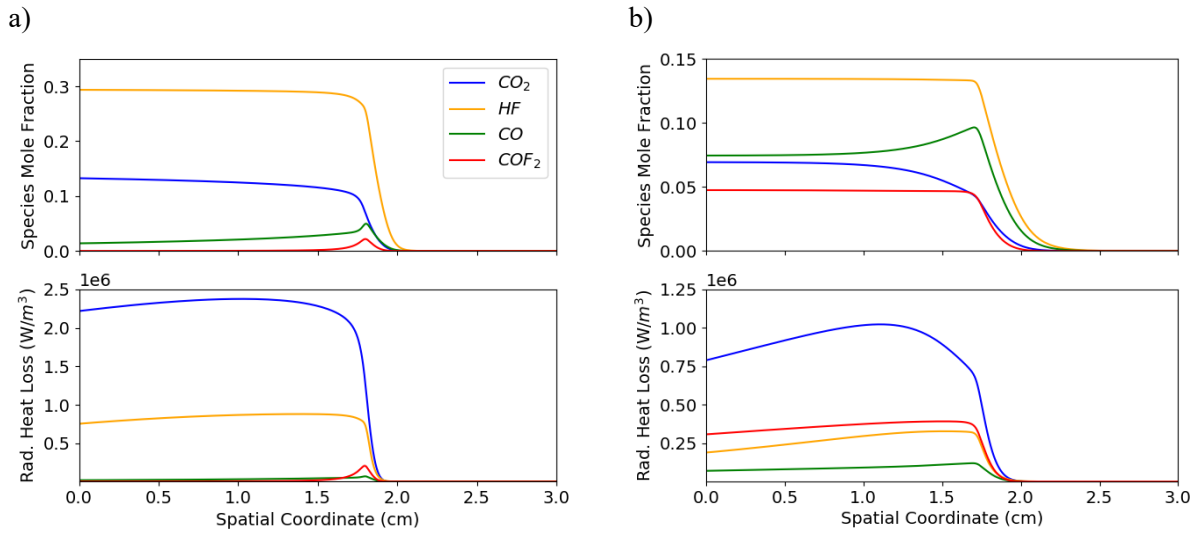 a)
Species Mole Fraction
0.3
0.2
0.1
0.0
CO₂
HF
CO
COF₂
1e6
Rad. Heat Loss (W/m³)
2.5
2.0
1.5
1.0
0.5
0.0 0.5 1.0 1.5 2.0 2.5 3.0
Spatial Coordinate (cm)
b)
Species Mole Fraction
0.15
0.10
0.05
0.00
1e6
Rad. Heat Loss (W/m³)
1.25
1.00
0.75
0.50
0.25
0.0 0.5 1.0 1.5 2.0 2.5 3.0
Spatial Coordinate (cm)